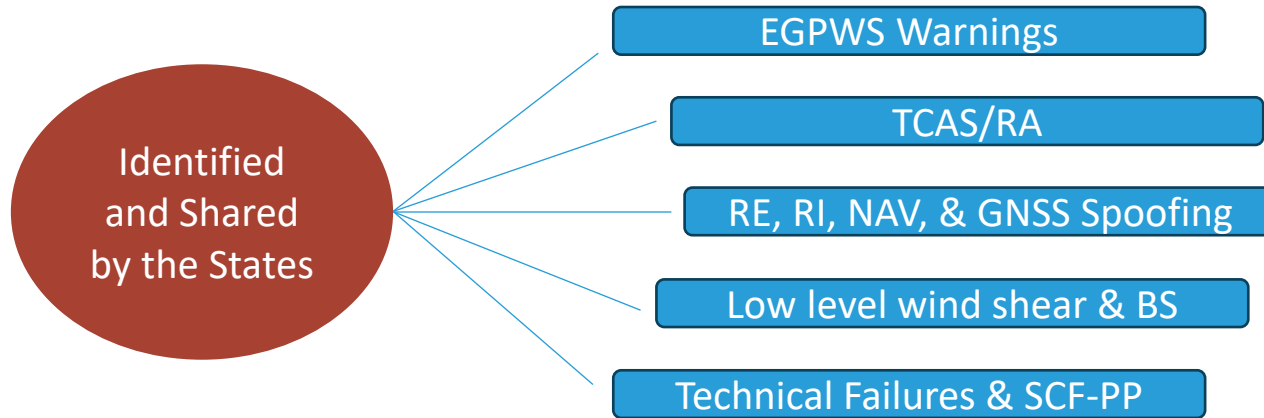 EGPWS Warnings
TCAS/RA
Identified
and Shared
by the States
RE, RI, NAV, & GNSS Spoofing
Low level wind shear & BS
Technical Failures & SCF-PP